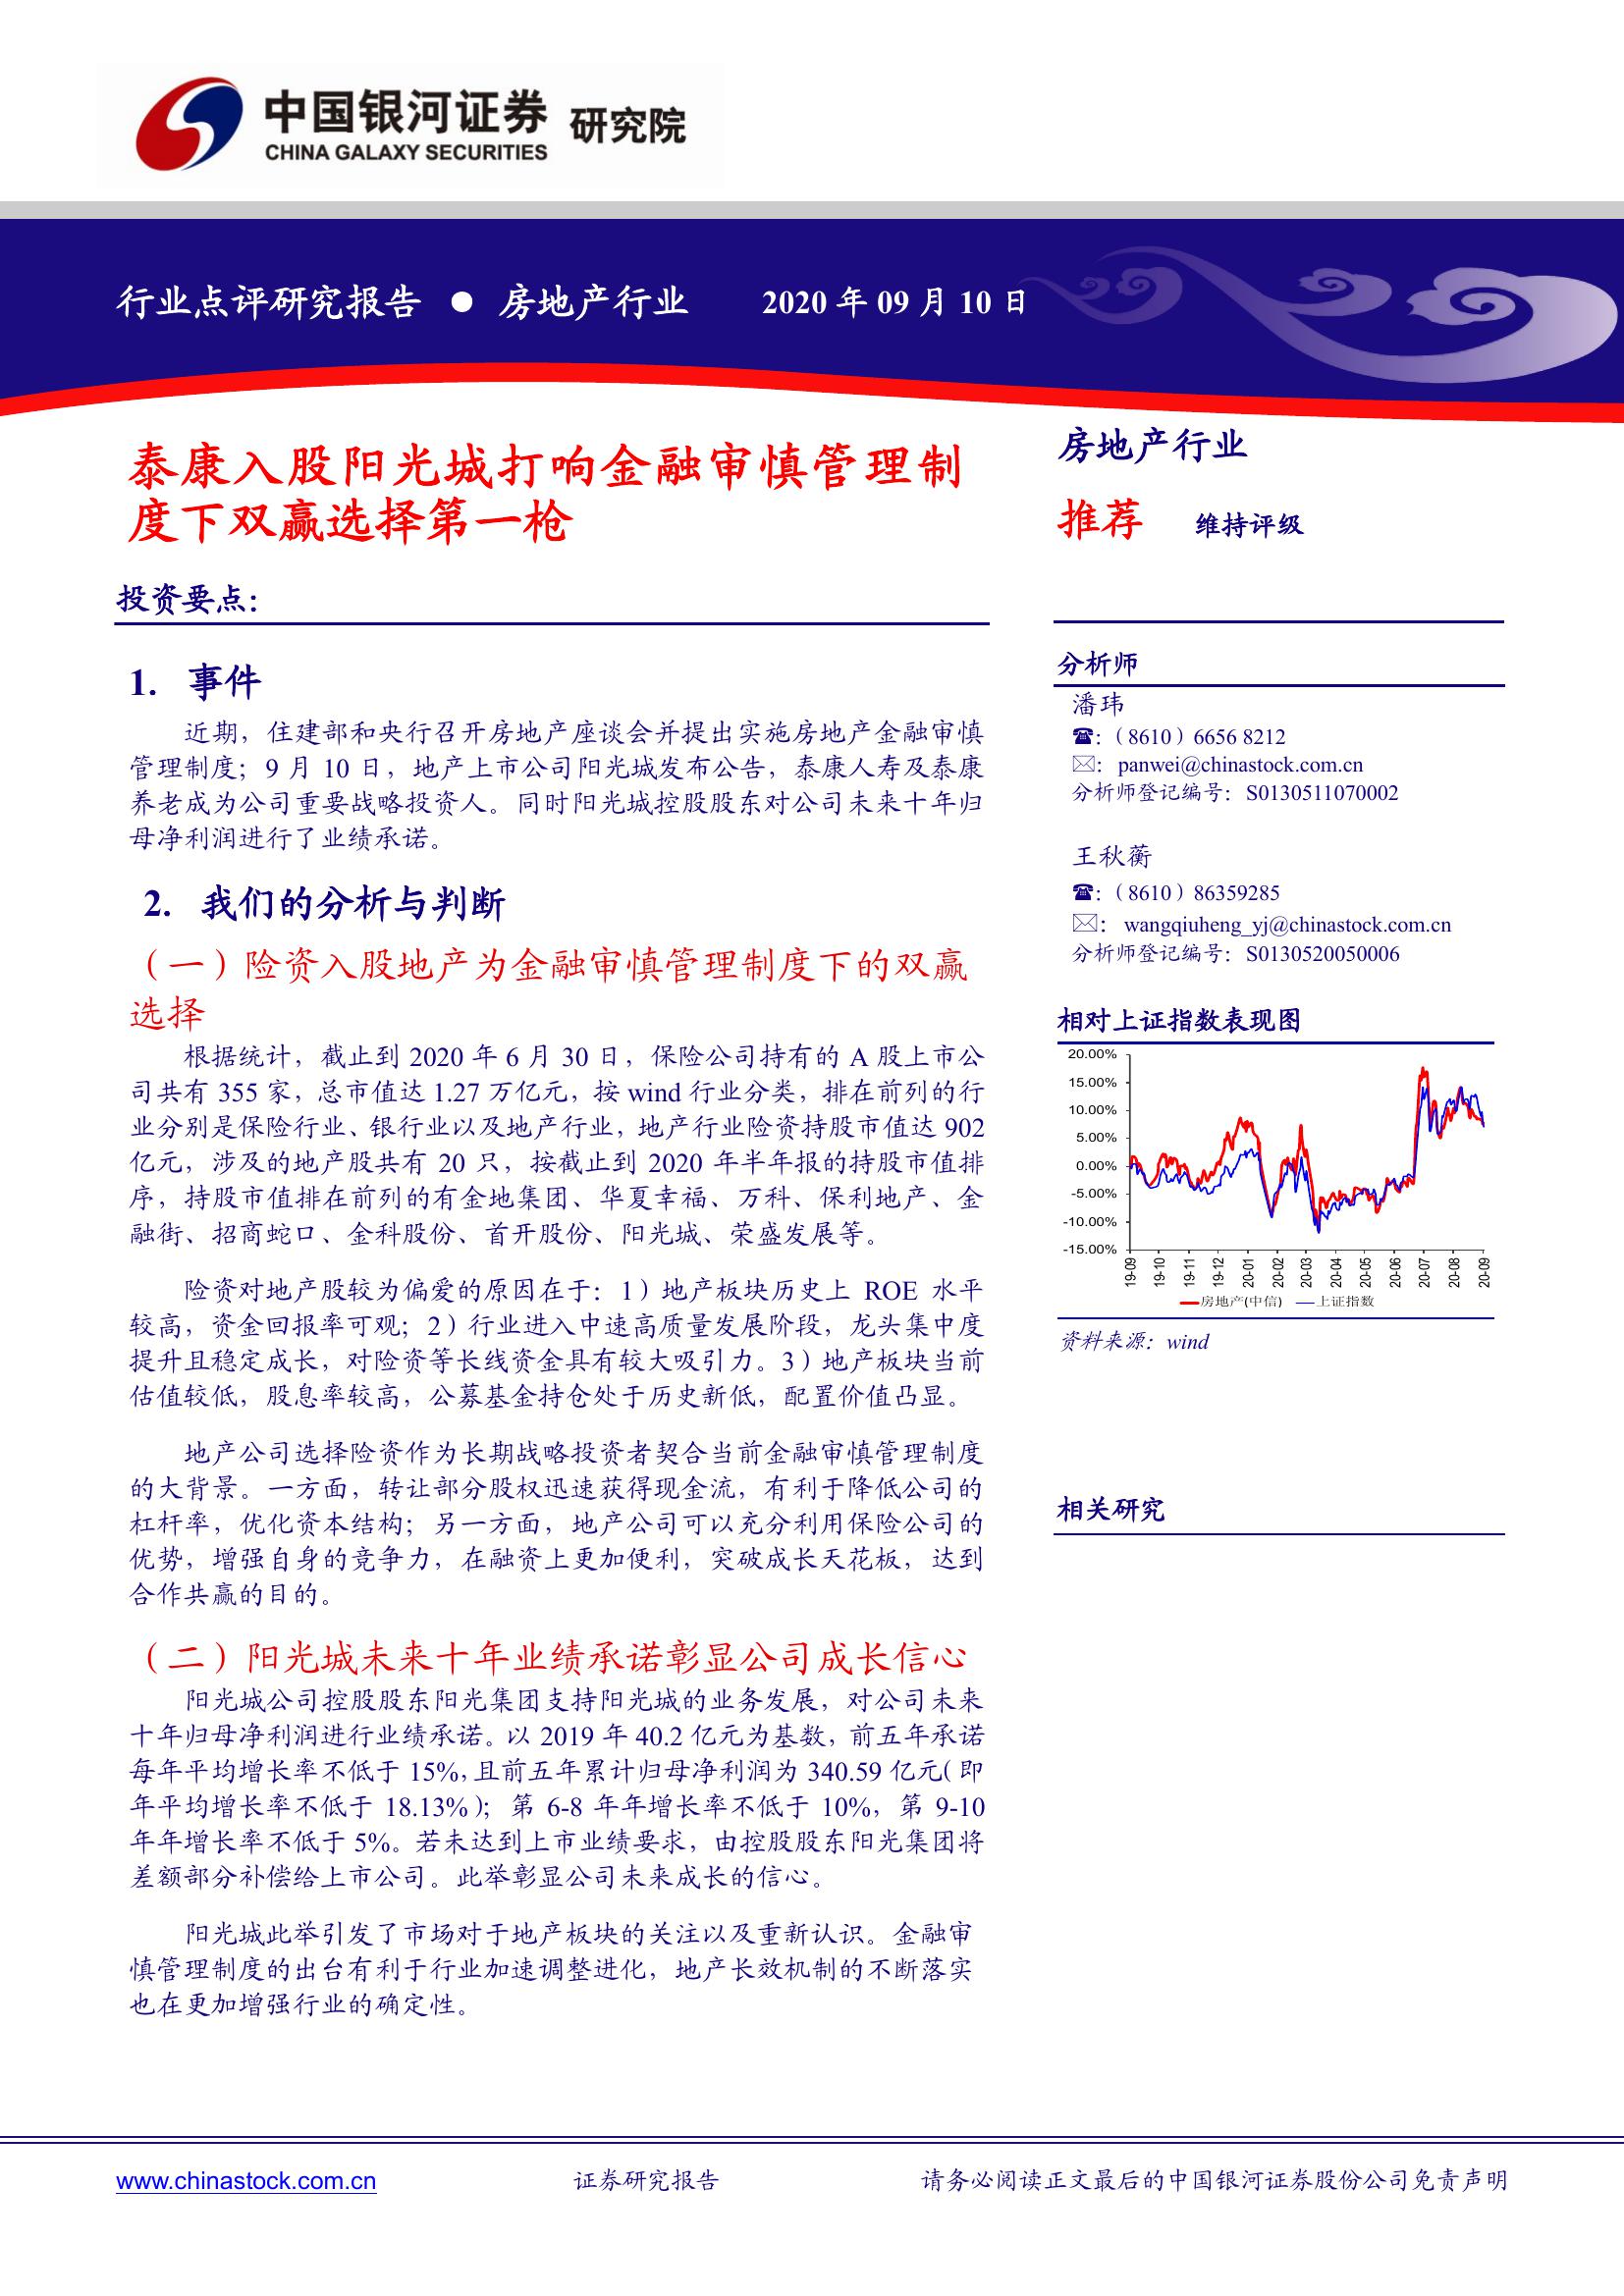 中国银河证券 研究院
CHINA GALAXY SECURITIES
行业点评研究报告 ● 房地产行业 2020 年 09 月 10 日
泰康入股阳光城打响金融审慎管理制
度下双赢选择第一枪
投资要点：
1. 事件
近期，住建部和央行召开房地产座谈会并提出实施房地产金融审慎
管理制度；9 月 10 日，地产上市公司阳光城发布公告，泰康人寿及泰康
养老成为公司重要战略投资人。同时阳光城控股股东对公司未来十年归
母净利润进行了业绩承诺。
2. 我们的分析与判断
（一）险资入股地产为金融审慎管理制度下的双赢
选择
根据统计，截止到 2020 年 6 月 30 日，保险公司持有的 A 股上市公
司共有 355 家，总市值达 1.27 万亿元，按 wind 行业分类，排在前列的行
业分别是保险行业、银行业以及地产行业，地产行业险资持股市值达 902
亿元，涉及的地产股共有 20 只，按截止到 2020 年半年报的持股市值排
序，持股市值排在前列的有金地集团、华夏幸福、万科、保利地产、金
融街、招商蛇口、金科股份、首开股份、阳光城、荣盛发展等。
险资对地产股较为偏爱的原因在于：1）地产板块历史上 ROE 水平
较高，资金回报率可观；2）行业进入中速高质量发展阶段，龙头集中度
提升且稳定成长，对险资等长线资金具有较大吸引力。3）地产板块当前
估值较低，股息率较高，公募基金持仓处于历史新低，配置价值凸显。
地产公司选择险资作为长期战略投资者契合当前金融审慎管理制度
的大背景。一方面，转让部分股权迅速获得现金流，有利于降低公司的
杠杆率，优化资本结构；另一方面，地产公司可以充分利用保险公司的
优势，增强自身的竞争力，在融资上更加便利，突破成长天花板，达到
合作共赢的目的。
（二）阳光城未来十年业绩承诺彰显公司成长信心
阳光城公司控股股东阳光集团支持阳光城的业务发展，对公司未来
十年归母净利润进行业绩承诺。以 2019 年 40.2 亿元为基数，前五年承诺
每年平均增长率不低于 15%，且前五年累计归母净利润为 340.59 亿元（即
年平均增长率不低于 18.13%）；第 6-8 年年增长率不低于 10%，第 9-10
年年增长率不低于 5%。若未达到上市业绩要求，由控股股东阳光集团将
差额部分补偿给上市公司。此举彰显公司未来成长的信心。
阳光城此举引发了市场对于地产板块的关注以及重新认识。金融审
慎管理制度的出台有利于行业加速调整进化，地产长效机制的不断落实
也在更加增强行业的确定性。
房地产行业
推荐 维持评级
分析师
潘玮
☎:（8610）6656 8212
✉: panwei@chinastock.com.cn
分析师登记编号：S0130511070002
王秋蘅
☎:（8610）86359285
✉: wangqiuheng_yj@chinastock.com.cn
分析师登记编号：S0130520050006
相对上证指数表现图
20.00%
15.00%
10.00%
5.00%
0.00%
-5.00%
-10.00%
-15.00%
19-09 19-10 19-11 19-12 20-01 20-02 20-03 20-04 20-05 20-06 20-07 20-08 20-09
房地产(中信) 上证指数
资料来源：wind
相关研究
www.chinastock.com.cn 证券研究报告 请务必阅读正文最后的中国银河证券股份公司免责声明